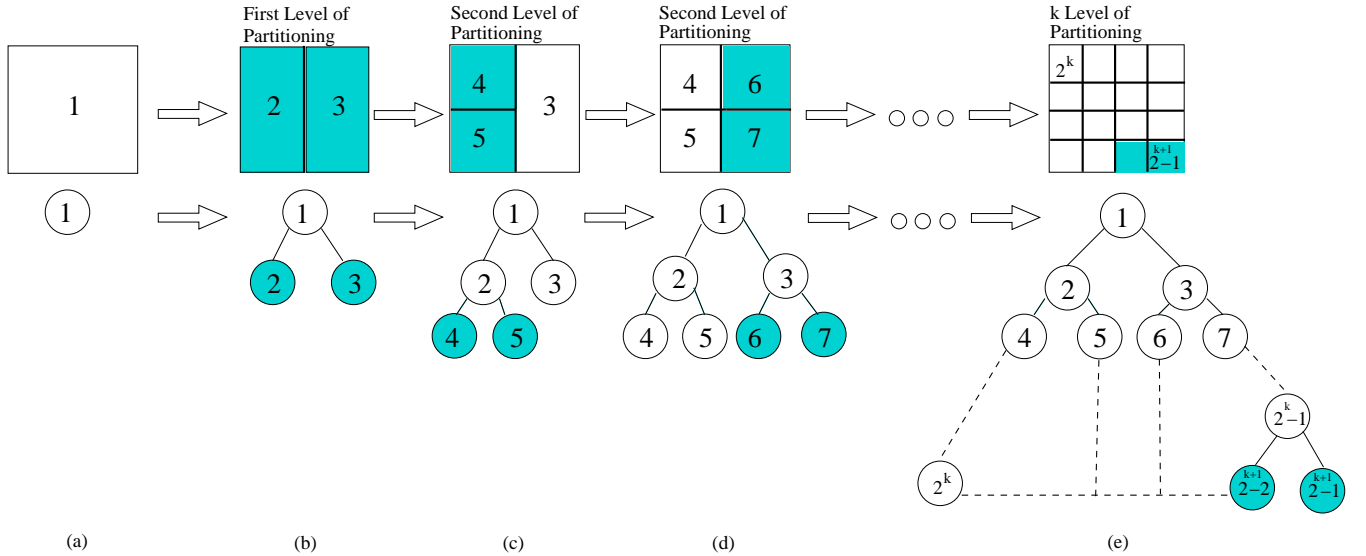 First Level of
Partitioning
Second Level of
Partitioning
Second Level of
Partitioning
k Level of
Partitioning
1
2 3
4
5
3
4 6
5 7
2^k
2^{k+1}-1
1
1
2 3
1
2 3
4 5
1
2 3
4 5 6 7
1
2 3
4 5 6 7
2^k-1
2^k
2^{k+1}-2
2^{k+1}-1
(a) (b) (c) (d) (e)